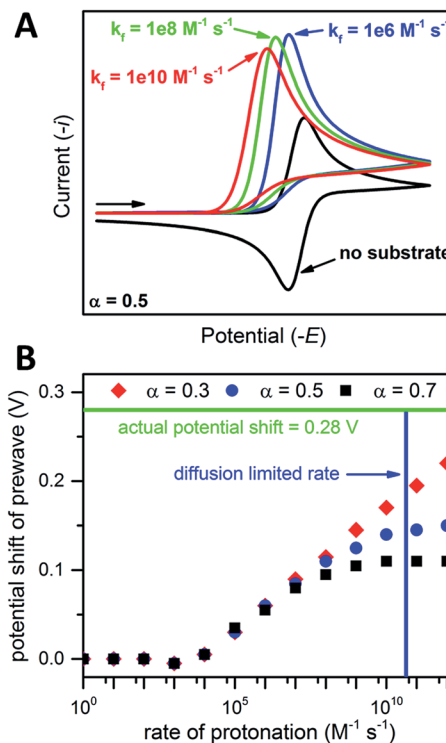 A
k_f = 1e8 M⁻¹ s⁻¹
k_f = 1e6 M⁻¹ s⁻¹
k_f = 1e10 M⁻¹ s⁻¹
Current (-i)
no substrate
α = 0.5
Potential (-E)
B
α = 0.3 α = 0.5 α = 0.7
actual potential shift = 0.28 V
diffusion limited rate
potential shift of prewave (V)
0.3
0.2
0.1
0.0
10⁰ 10⁵ 10¹⁰
rate of protonation (M⁻¹ s⁻¹)